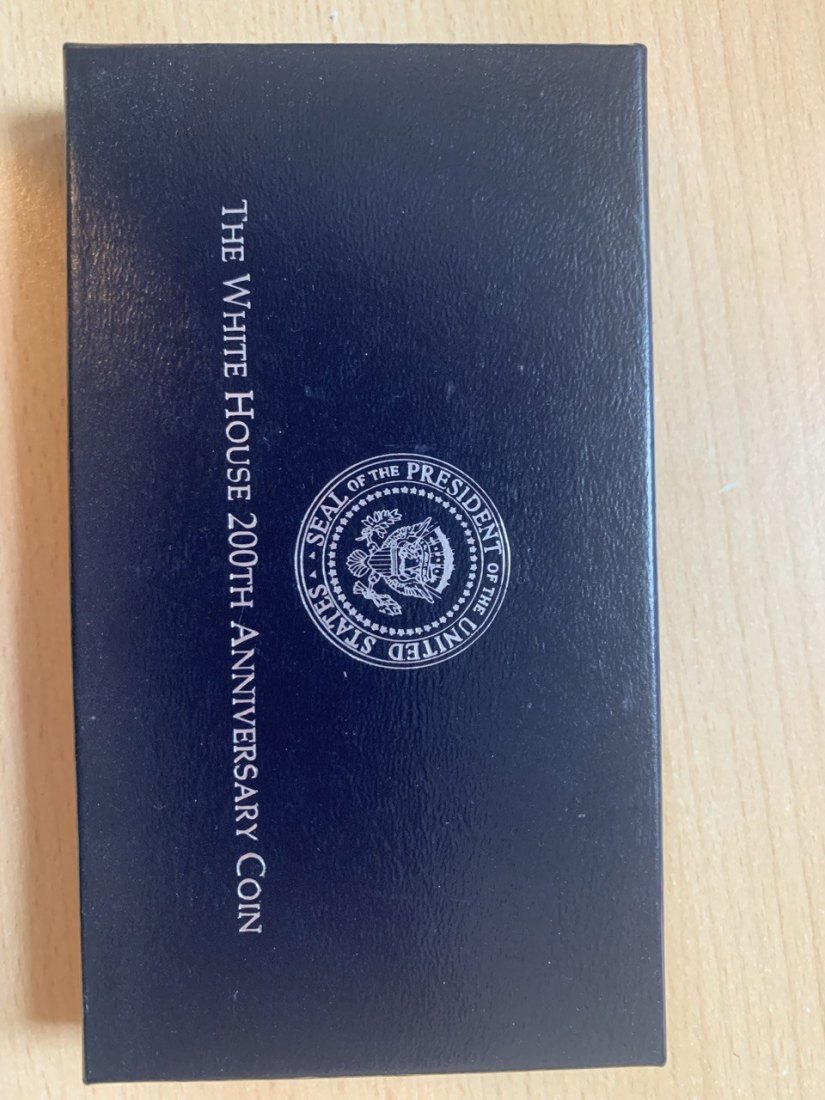 SEAL OF THE PRESIDENT OF THE UNITED STATES
THE WHITE HOUSE 200TH ANNIVERSARY COIN